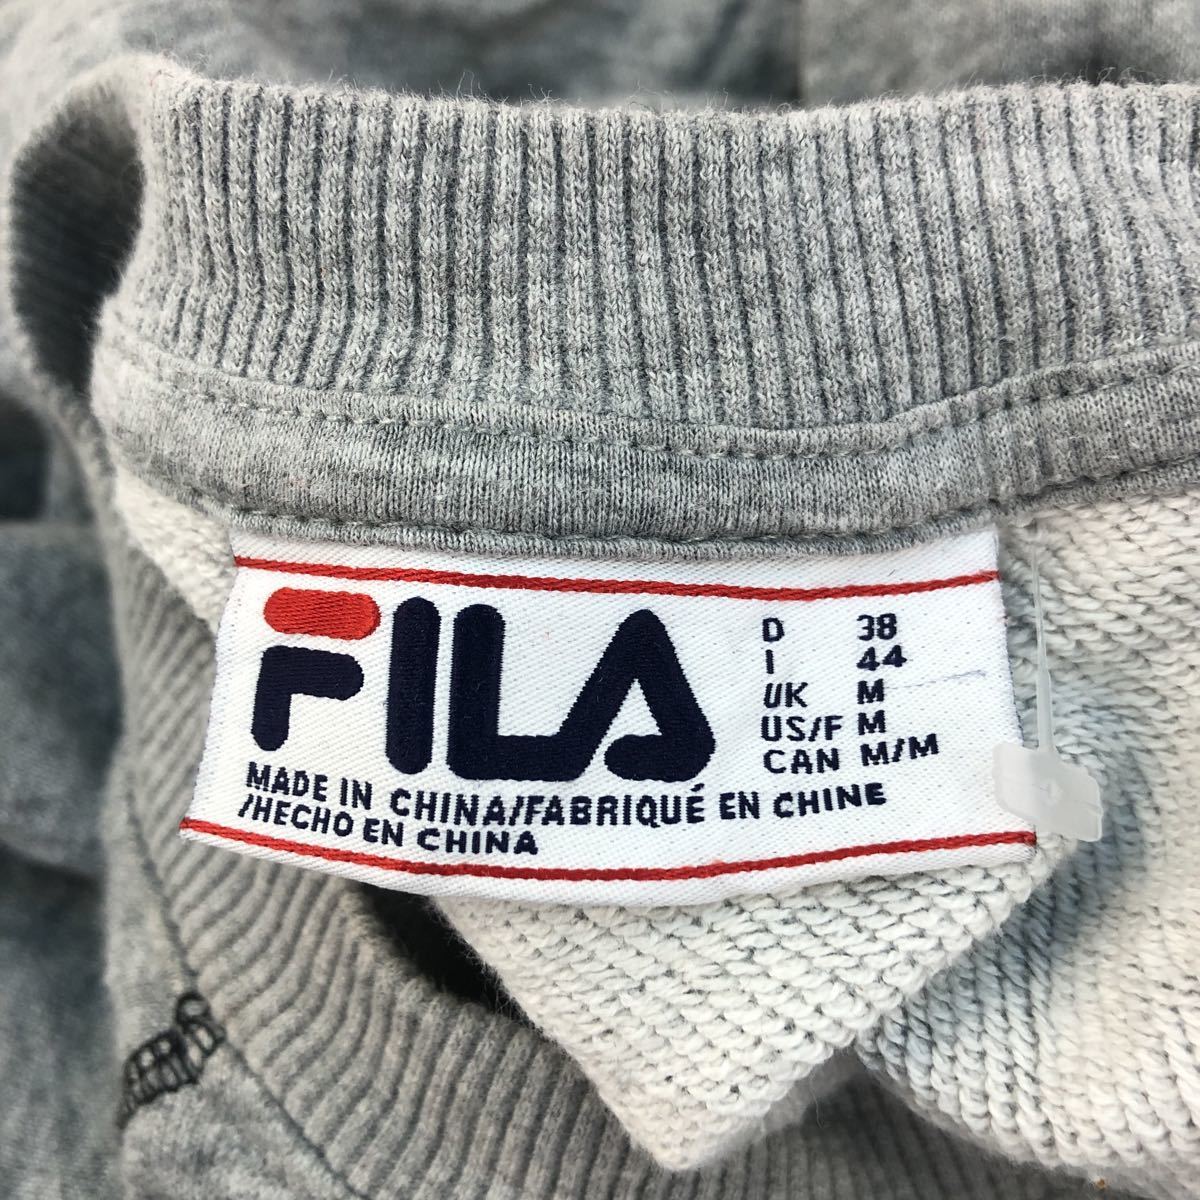 FILA
D 38
I 44
UK M
US/F M
CAN M/M
MADE IN CHINA/FABRIQUÉ EN CHINE
/HECHO EN CHINA